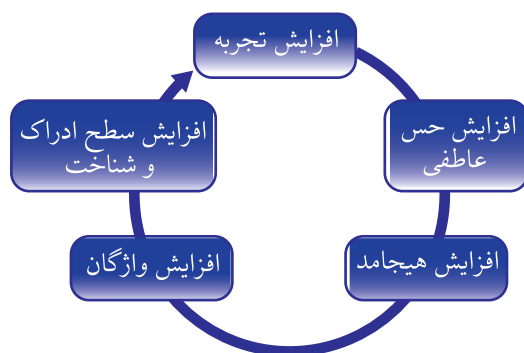 افزایش تجربه
افزایش حس
عاطفی
افزایش هیجامد
افزایش واژگان
افزایش سطح ادراک
و شناخت